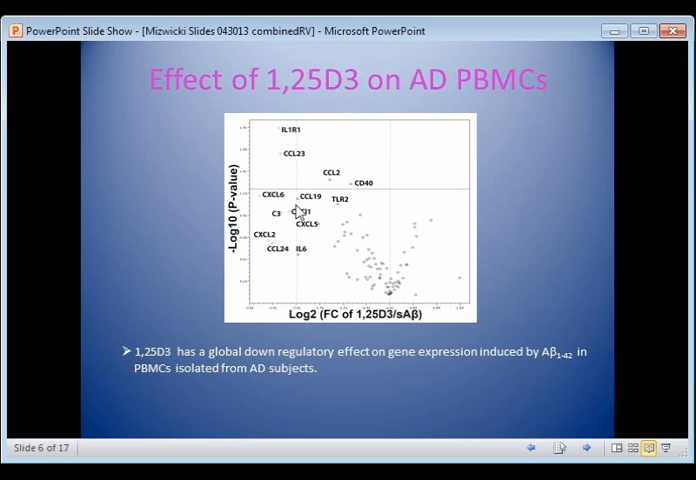 PowerPoint Slide Show - [Mizwicki Slides 043013 combinedRV] - Microsoft PowerPoint
Effect of 1,25D3 on AD PBMCs
IL1R1
CCL23
CCL2
CD40
CXCL6
CCL19
TLR2
C3
CXCL5
CXCL2
CCL24
IL6
-Log10 (P-value)
Log2 (FC of 1,25D3/sAβ)
➢ 1,25D3 has a global down regulatory effect on gene expression induced by Aβ1-42 in
PBMCs isolated from AD subjects.
Slide 6 of 17